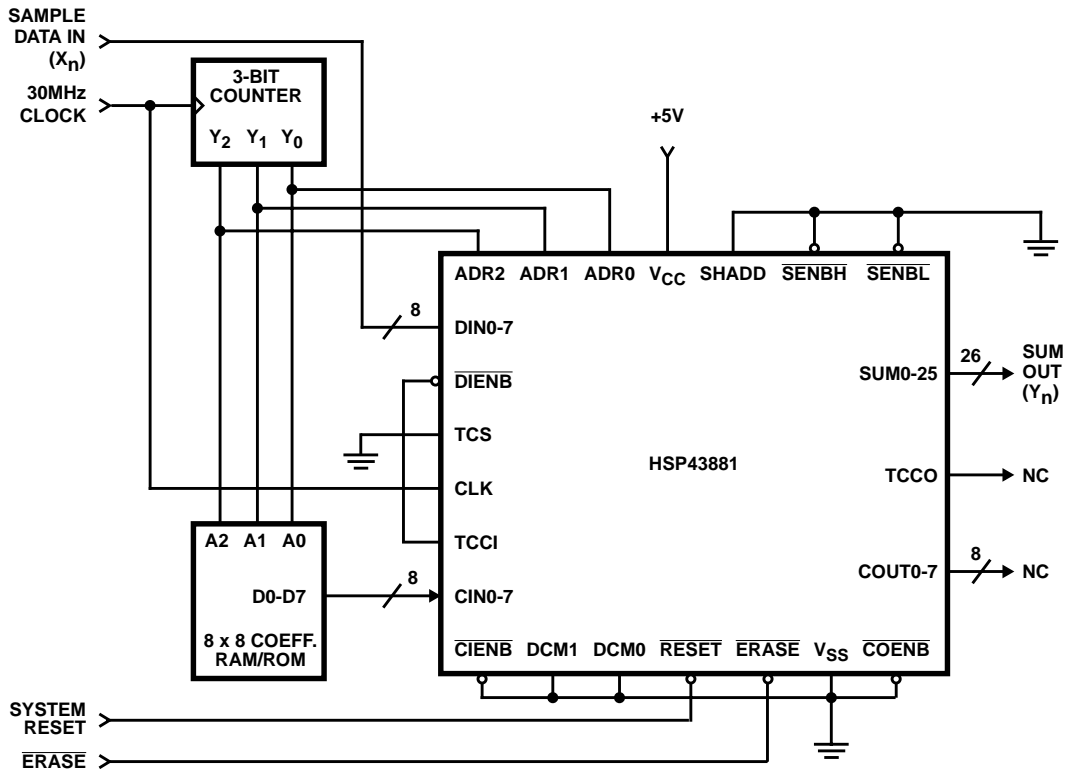 SAMPLE
DATA IN
(Xn)
30MHz
CLOCK
3-BIT
COUNTER
Y2 Y1 Y0
+5V
ADR2 ADR1 ADR0 VCC SHADD SENBH SENBL
8
DIN0-7
DIENB
TCS
CLK
TCCI
8
CIN0-7
HSP43881
SUM0-25
26
SUM
OUT
(Yn)
TCCO
NC
COUT0-7
8
NC
A2 A1 A0
D0-D7
8 x 8 COEFF.
RAM/ROM
CIENB DCM1 DCM0 RESET ERASE VSS COENB
SYSTEM
RESET
ERASE